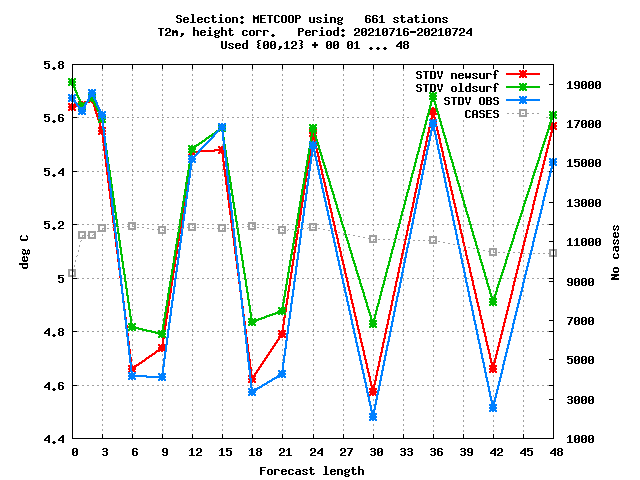 Selection: METCOOP using   661 stations
T2m, height corr.   Period: 20210716-20210724
Used {00,12} + 00 01 ... 48
STDV newsurf
STDV oldsurf
STDV OBS
CASES
5.8
5.6
5.4
5.2
5
4.8
4.6
4.4
deg C
19000
17000
15000
13000
11000
9000
7000
5000
3000
1000
No cases
0 3 6 9 12 15 18 21 24 27 30 33 36 39 42 45 48
Forecast length